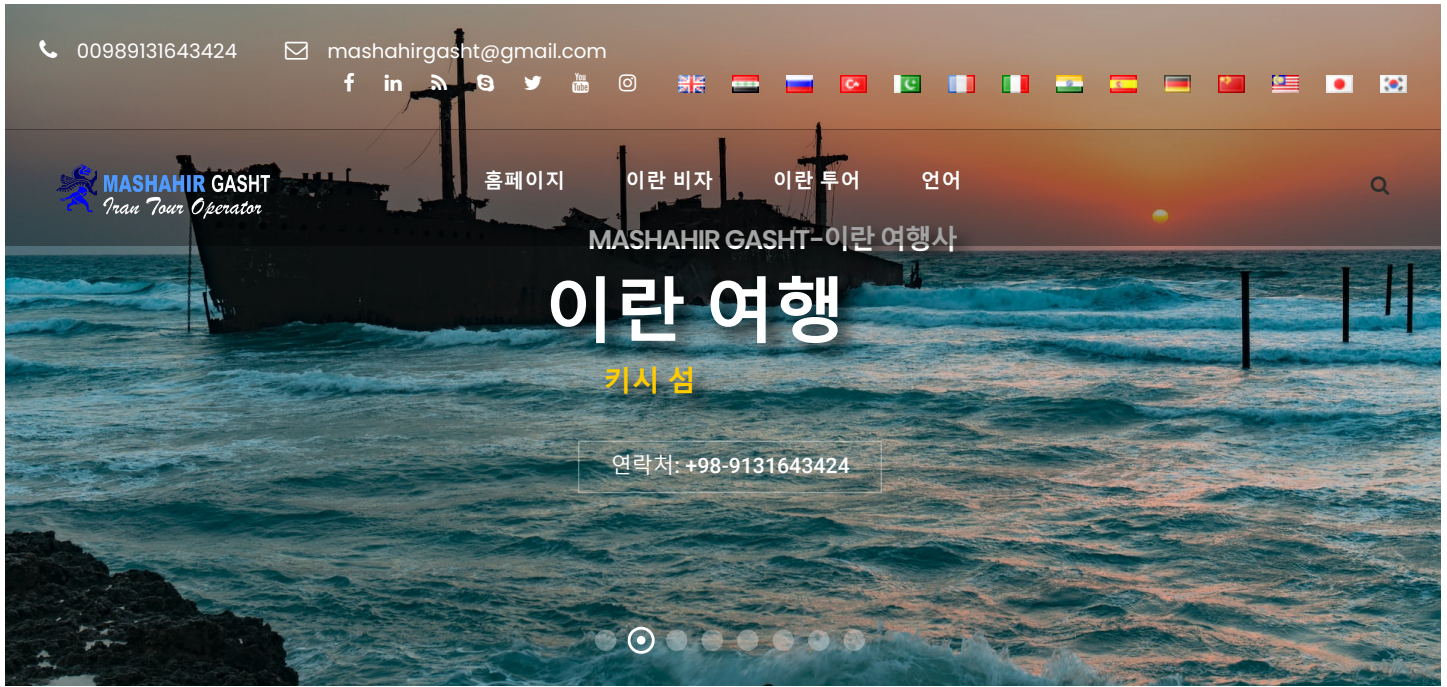 00989131643424
mashahirgasht@gmail.com
You Tube
MASHAHIR GASHT
Iran Tour Operator
홈페이지
이란 비자
이란 투어
언어
MASHAHIR GASHT-이란 여행사
이란 여행
키시 섬
연락처: +98-9131643424